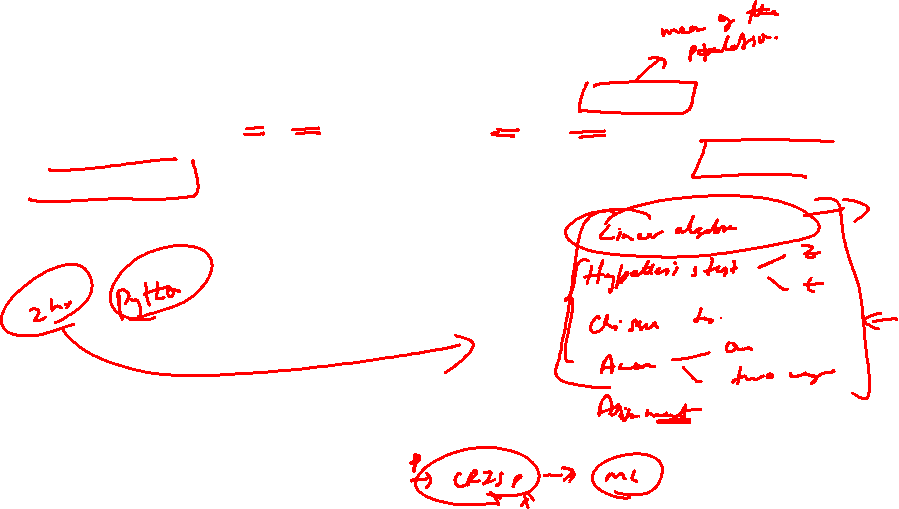 mean of the
population.
= =
= =
Linear algebra
Hypothesis test
z
t
Chi squ
Anova
One
two way
2 hr
Python
Assignment
CRISP
ML